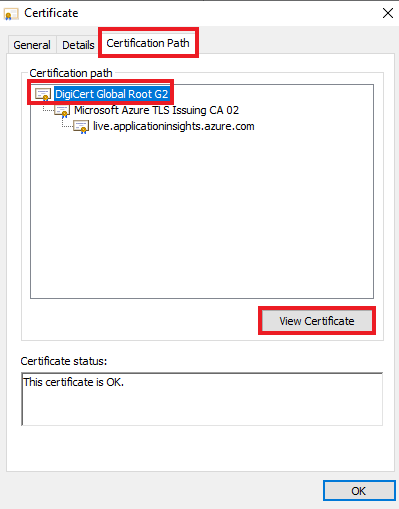 Certificate
General Details Certification Path
Certification path
DigiCert Global Root G2
Microsoft Azure TLS Issuing CA 02
live.applicationinsights.azure.com
View Certificate
Certificate status:
This certificate is OK.
OK